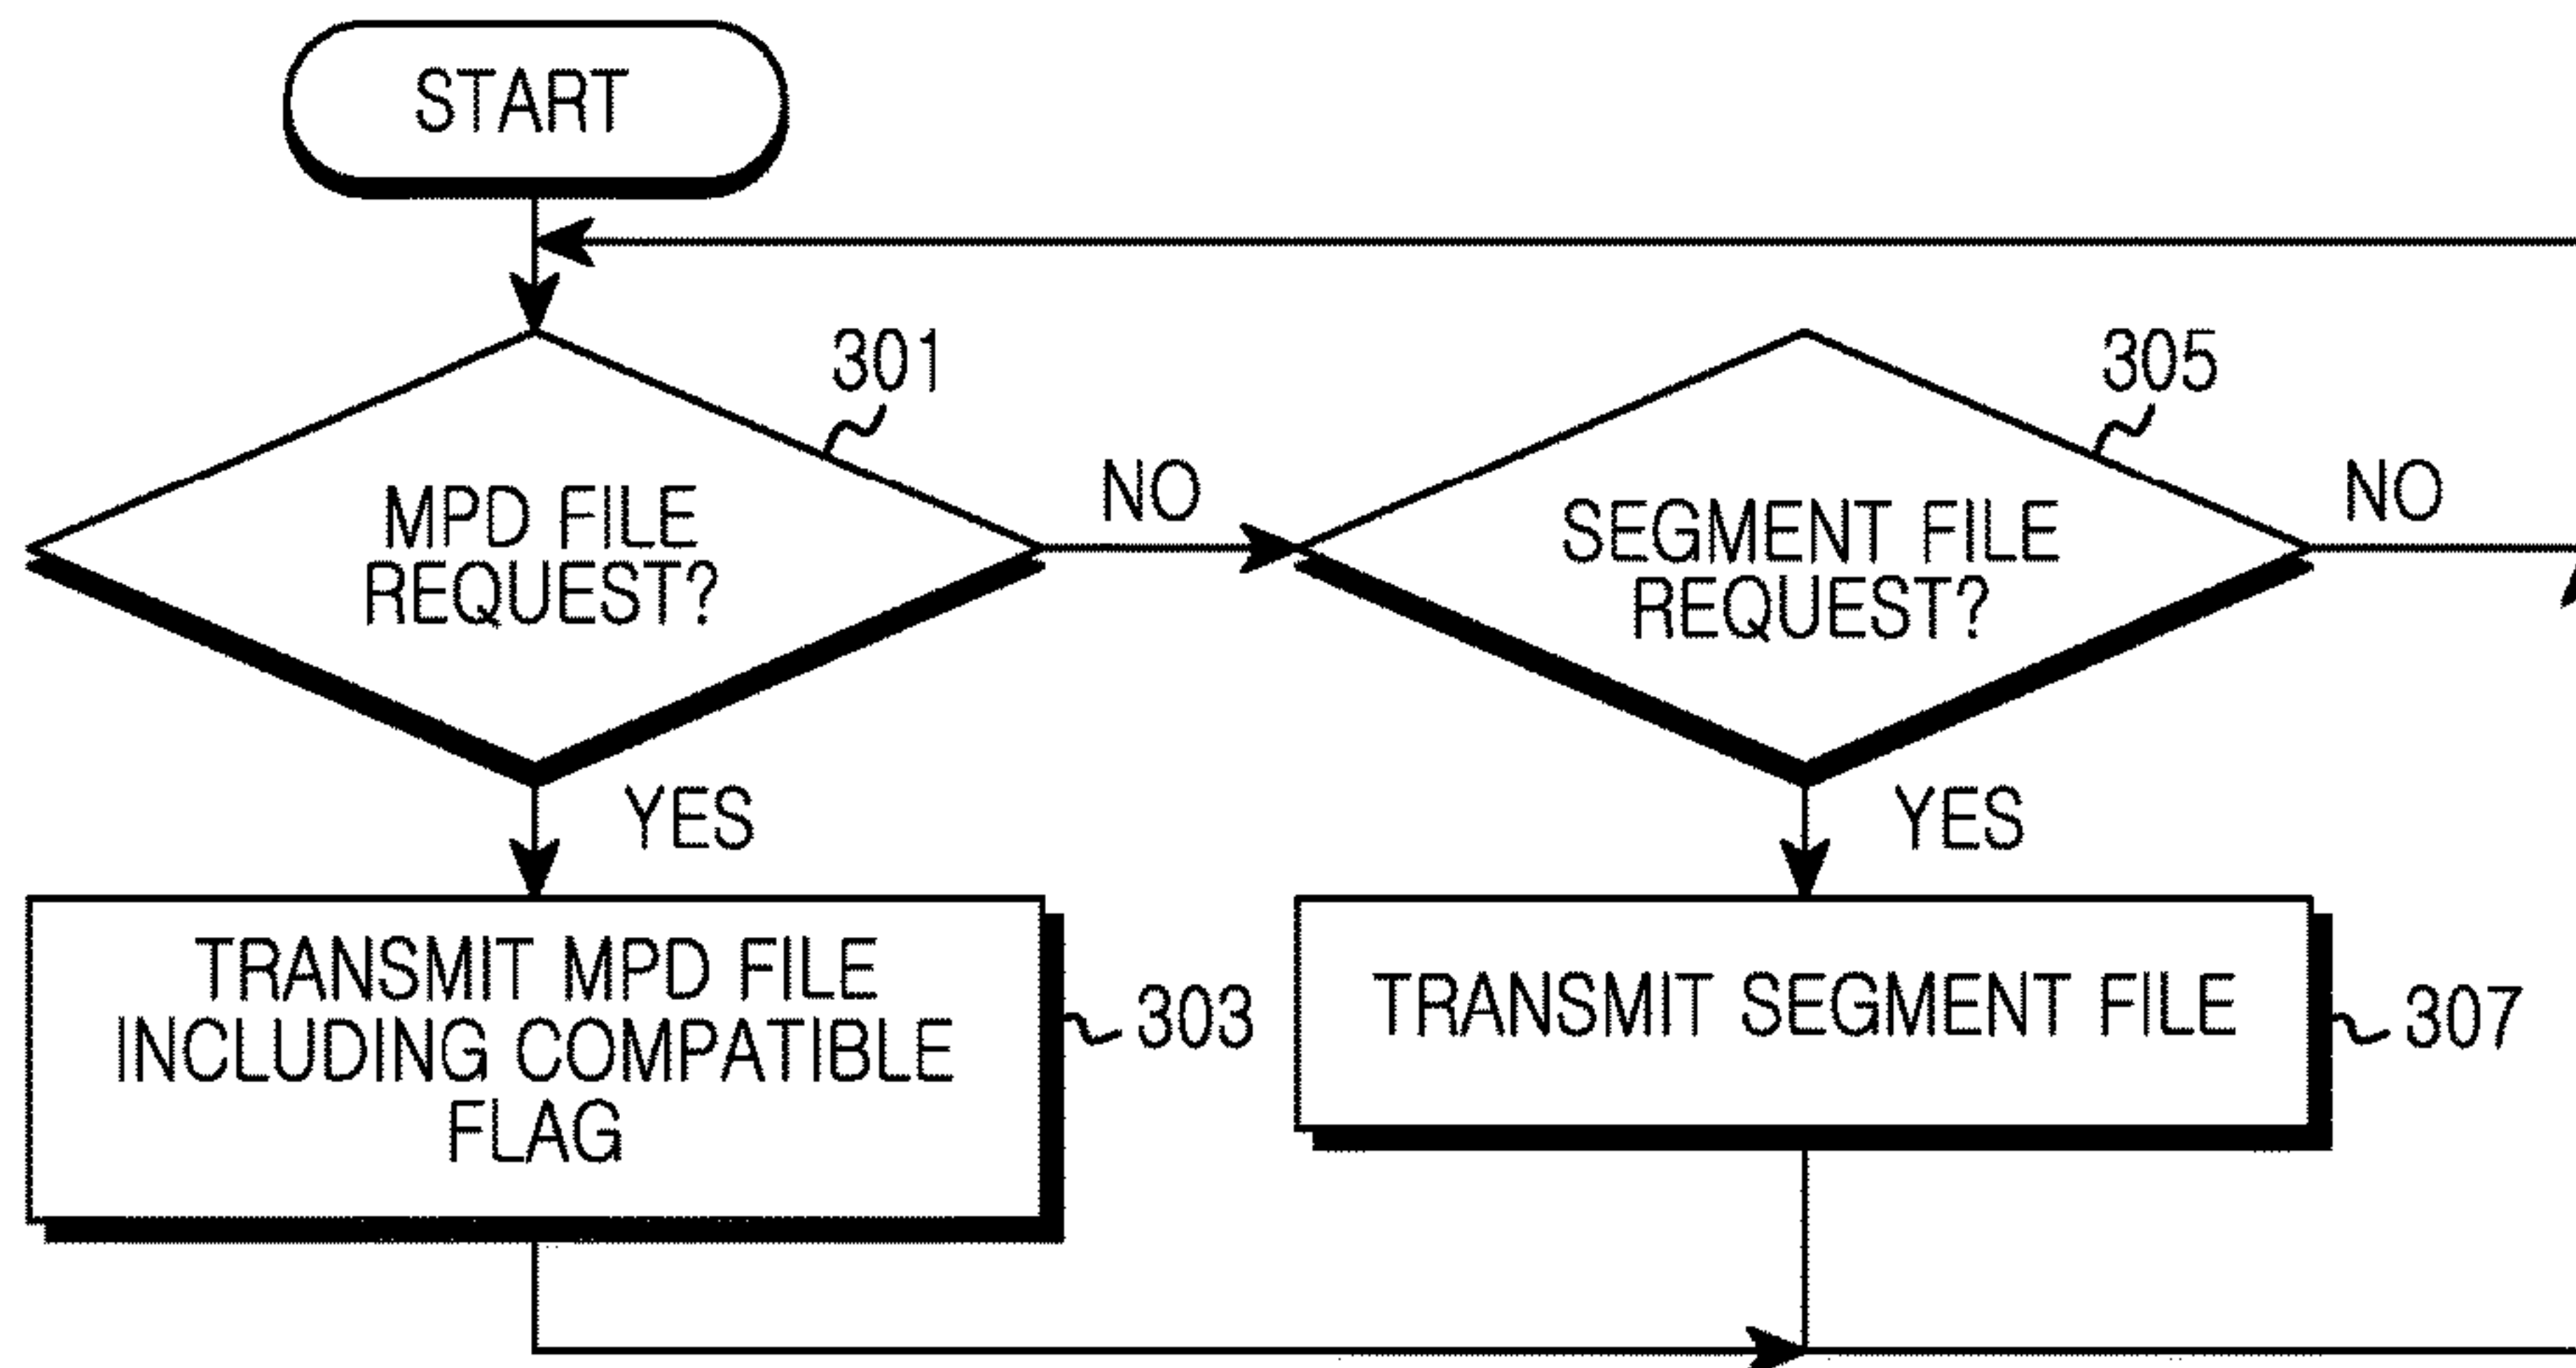 START
301
MPD FILE
REQUEST?
NO
305
SEGMENT FILE
REQUEST?
NO
YES
YES
TRANSMIT MPD FILE
INCLUDING COMPATIBLE
FLAG
303
TRANSMIT SEGMENT FILE
307